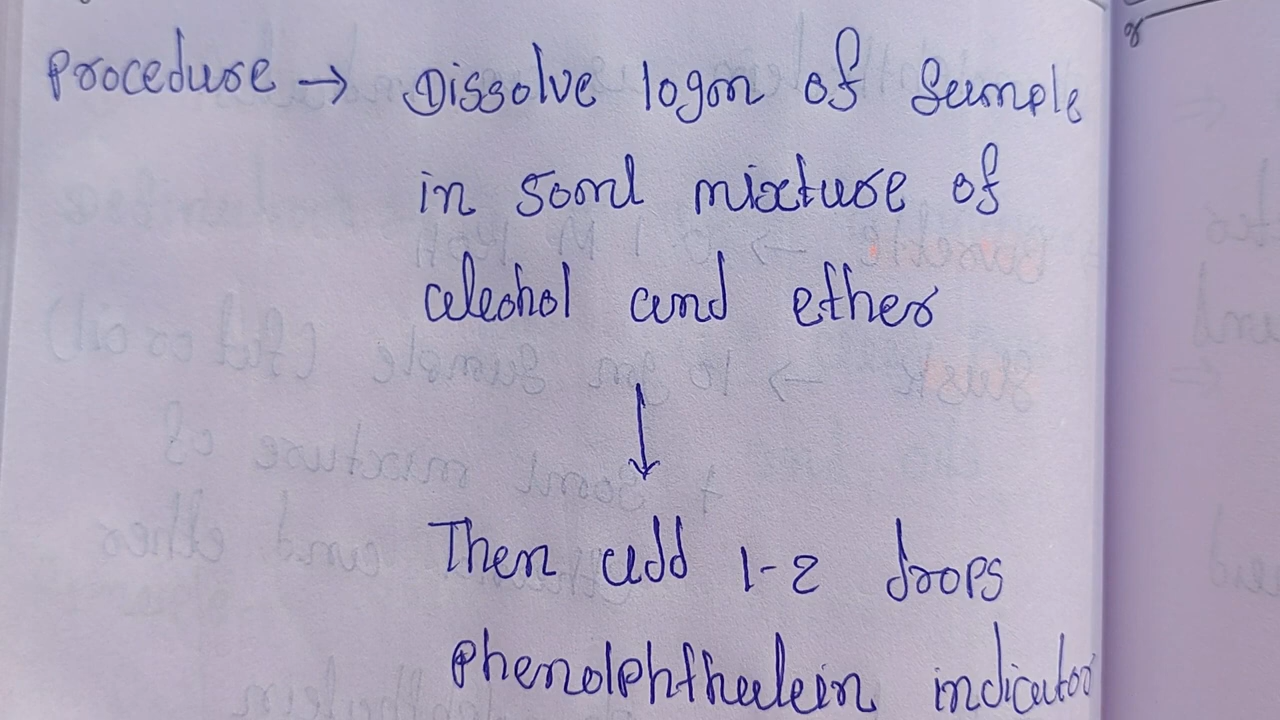 Procedure → Dissolve 10gm of Sample
in 50ml mixture of
alcohol and ether
↓
Then add 1-2 drops
Phenolphthalein indicator